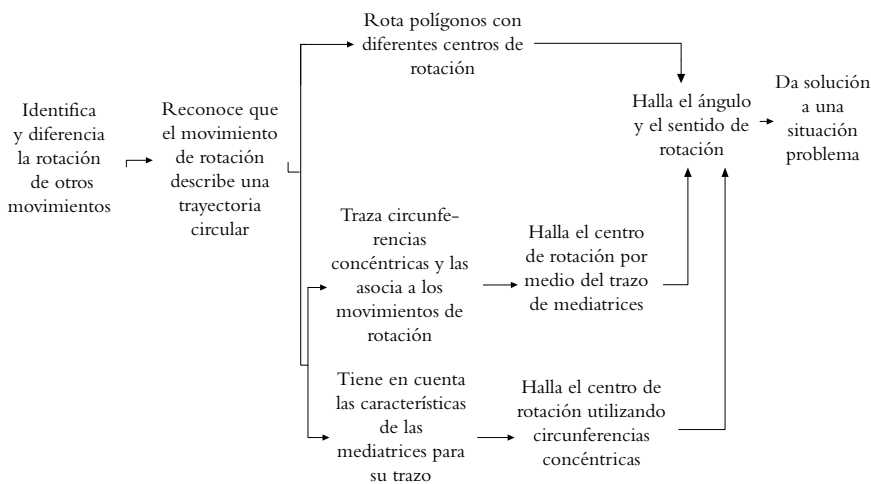 Identifica
y diferencia
la rotación
de otros
movimientos
Reconoce que
el movimiento
de rotación
describe una
trayectoria
circular
Rota polígonos con
diferentes centros de
rotación
Traza circunfe-
rencias
concéntricas y las
asocia a los
movimientos de
rotación
Halla el centro
de rotación por
medio del trazo
de mediatrices
Tiene en cuenta
las características
de las
mediatrices para
su trazo
Halla el centro de
rotación utilizando
circunferencias
concéntricas
Halla el ángulo
y el sentido de
rotación
Da solución
a una
situación
problema